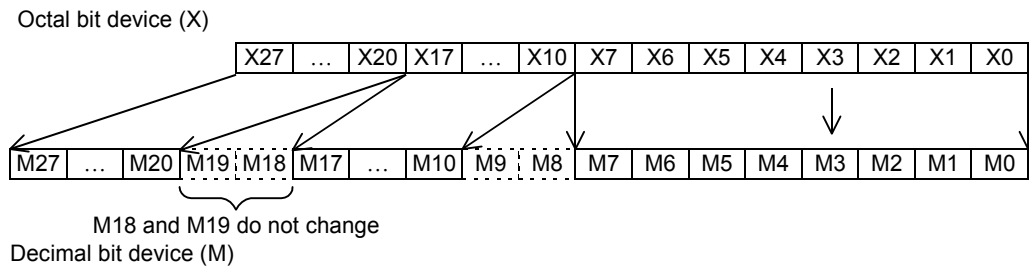 Octal bit device (X)
X27 … X20 X17 … X10 X7 X6 X5 X4 X3 X2 X1 X0
M27 … M20 M19 M18 M17 … M10 M9 M8 M7 M6 M5 M4 M3 M2 M1 M0
M18 and M19 do not change
Decimal bit device (M)